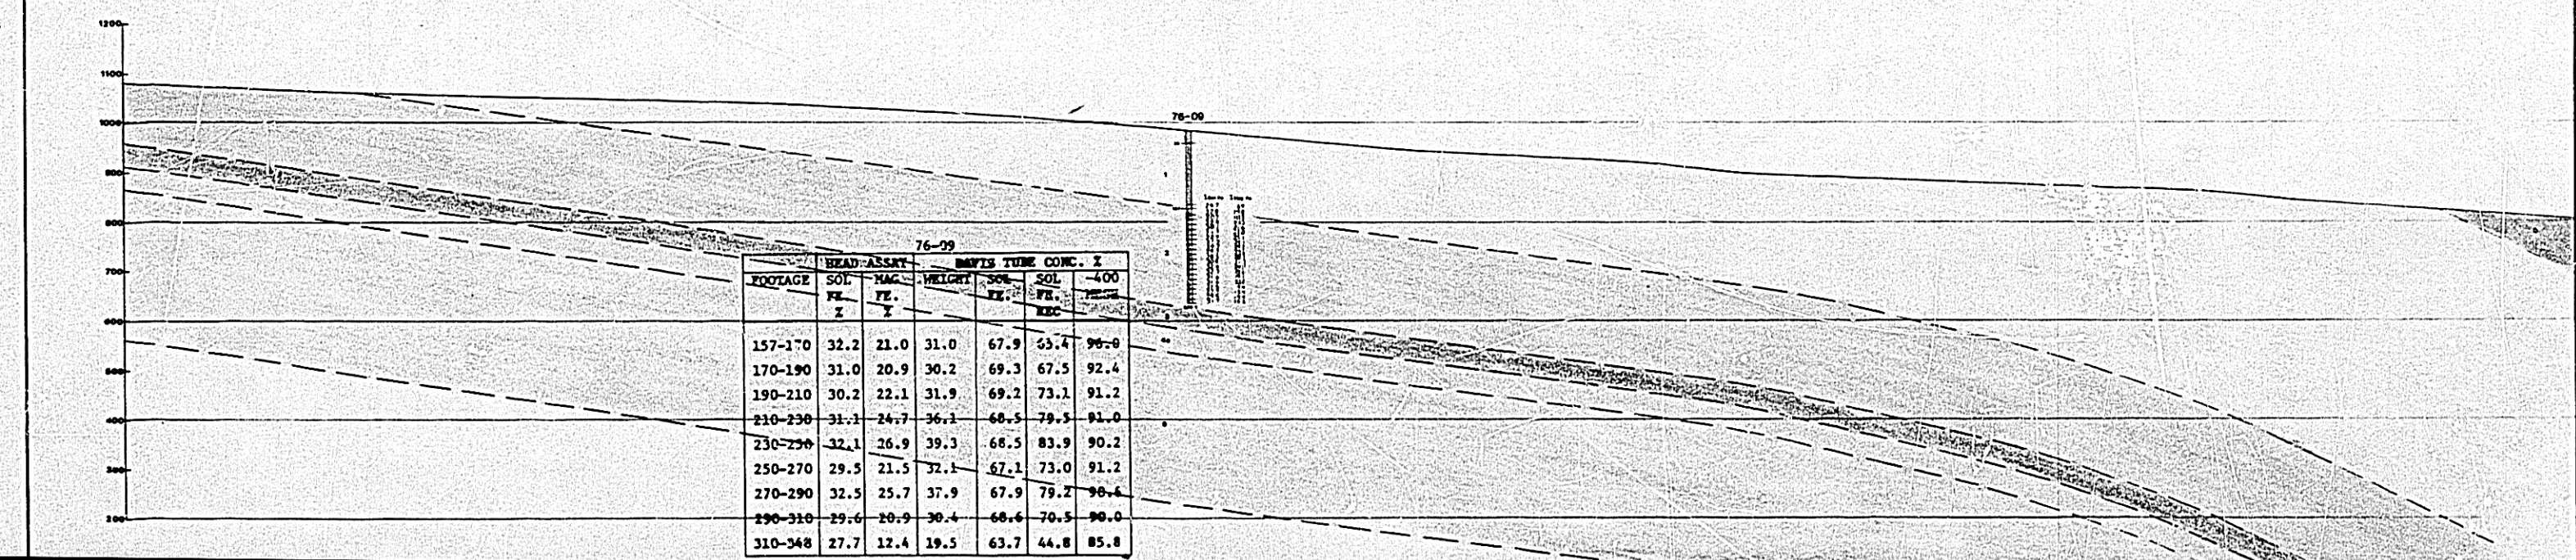 1200
1100
1000
900
800
700
600
500
400
300
200
76-09
76-09
HEAD ASSAY DAVIS TUBE CONC. %
FOOTAGE SOL MAG. WEIGHT SOL SOL -400
FE. FE. FE. FE.
% % REC
157-170 32.2 21.0 31.0 67.9 65.4 96.0
170-190 31.0 20.9 30.2 69.3 67.5 92.4
190-210 30.2 22.1 31.9 69.2 73.1 91.2
210-230 31.1 24.7 36.1 68.5 79.5 91.0
230-250 32.1 26.9 39.3 68.5 83.9 90.2
250-270 29.5 21.5 32.1 67.1 73.0 91.2
270-290 32.5 25.7 37.9 67.9 79.2 90.6
290-310 29.6 20.9 30.4 68.6 70.5 90.0
310-348 27.7 12.4 19.5 63.7 44.8 85.8